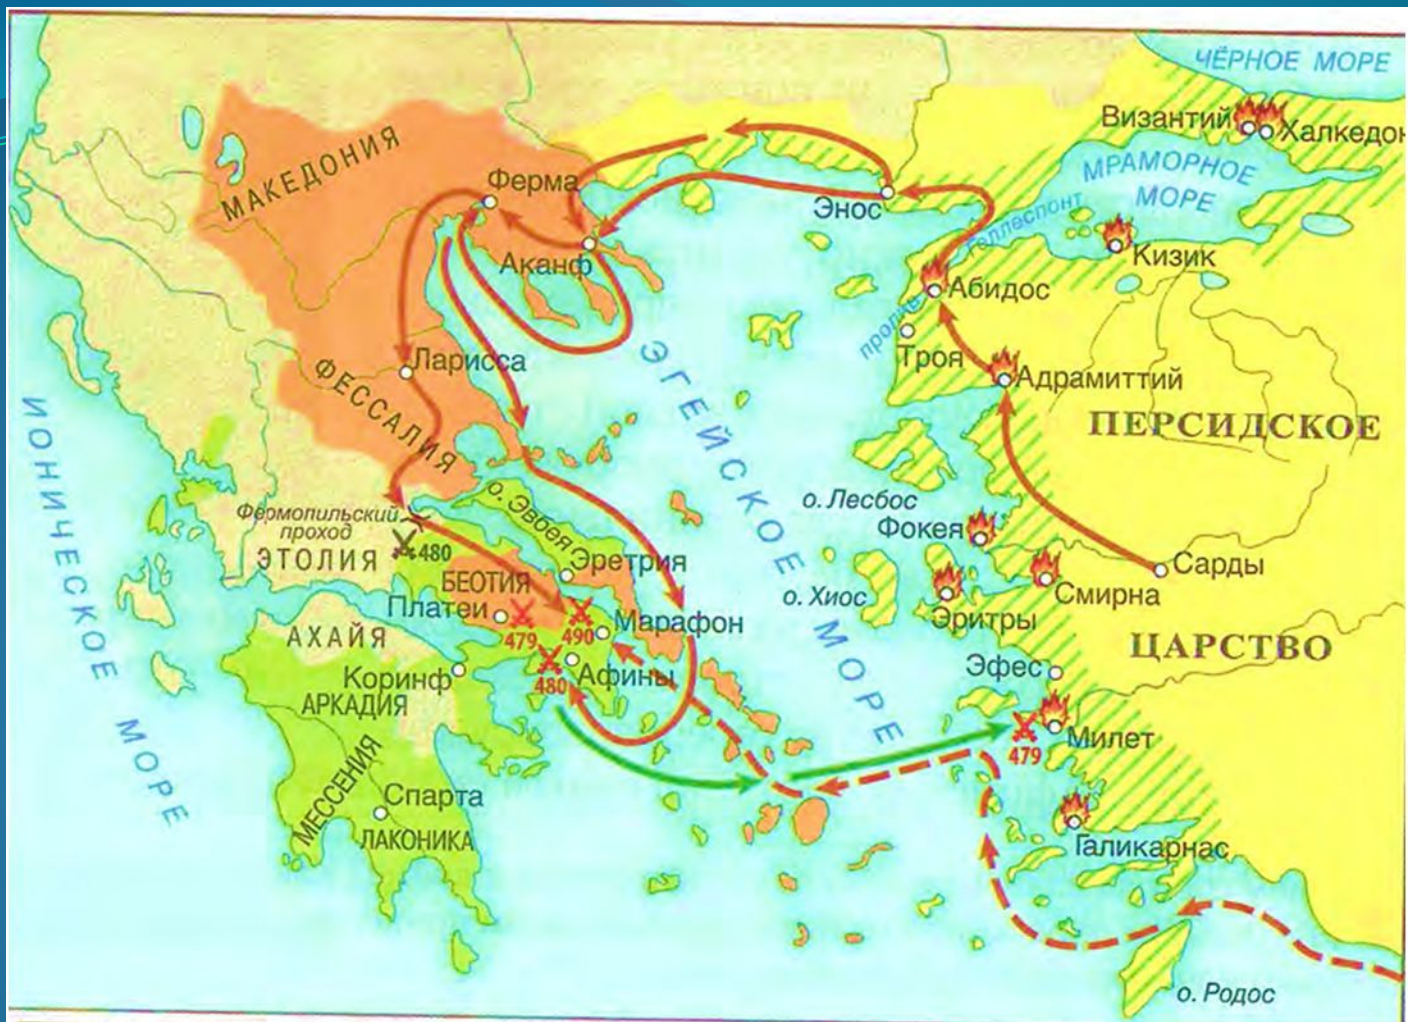 ЧЁРНОЕ МОРЕ
Византий
Халкедон
МРАМОРНОЕ
МОРЕ
МАКЕДОНИЯ
Ферма
Энос
Геллеспонт
Кизик
Аканф
Абидос
пролив
Троя
Ларисса
Адрамиттий
ФЕССАЛИЯ
ЭГЕЙСКОЕ МОРЕ
ПЕРСИДСКОЕ
ИОНИЧЕСКОЕ МОРЕ
о. Лесбос
о. Эвбея
Фермопильский
проход
480
Фокея
ЭТОЛИЯ
Эретрия
Сарды
БЕОТИЯ
о. Хиос
Смирна
Платеи
479
490
Марафон
Эритры
АХАЙЯ
ЦАРСТВО
Коринф
480
Афины
Эфес
АРКАДИЯ
479
Милет
МЕССЕНИЯ
Спарта
ЛАКОНИКА
Галикарнас
о. Родос